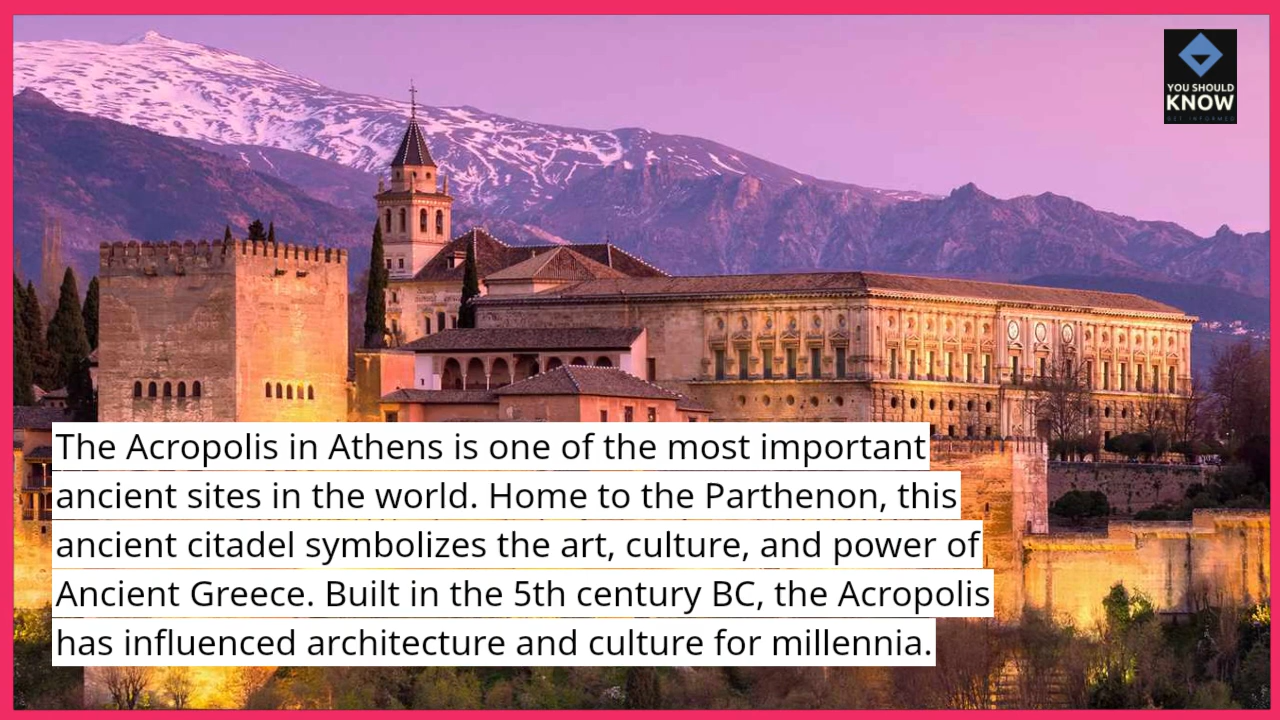 YOU SHOULD
KNOW
GET INFORMED
The Acropolis in Athens is one of the most important
ancient sites in the world. Home to the Parthenon, this
ancient citadel symbolizes the art, culture, and power of
Ancient Greece. Built in the 5th century BC, the Acropolis
has influenced architecture and culture for millennia.